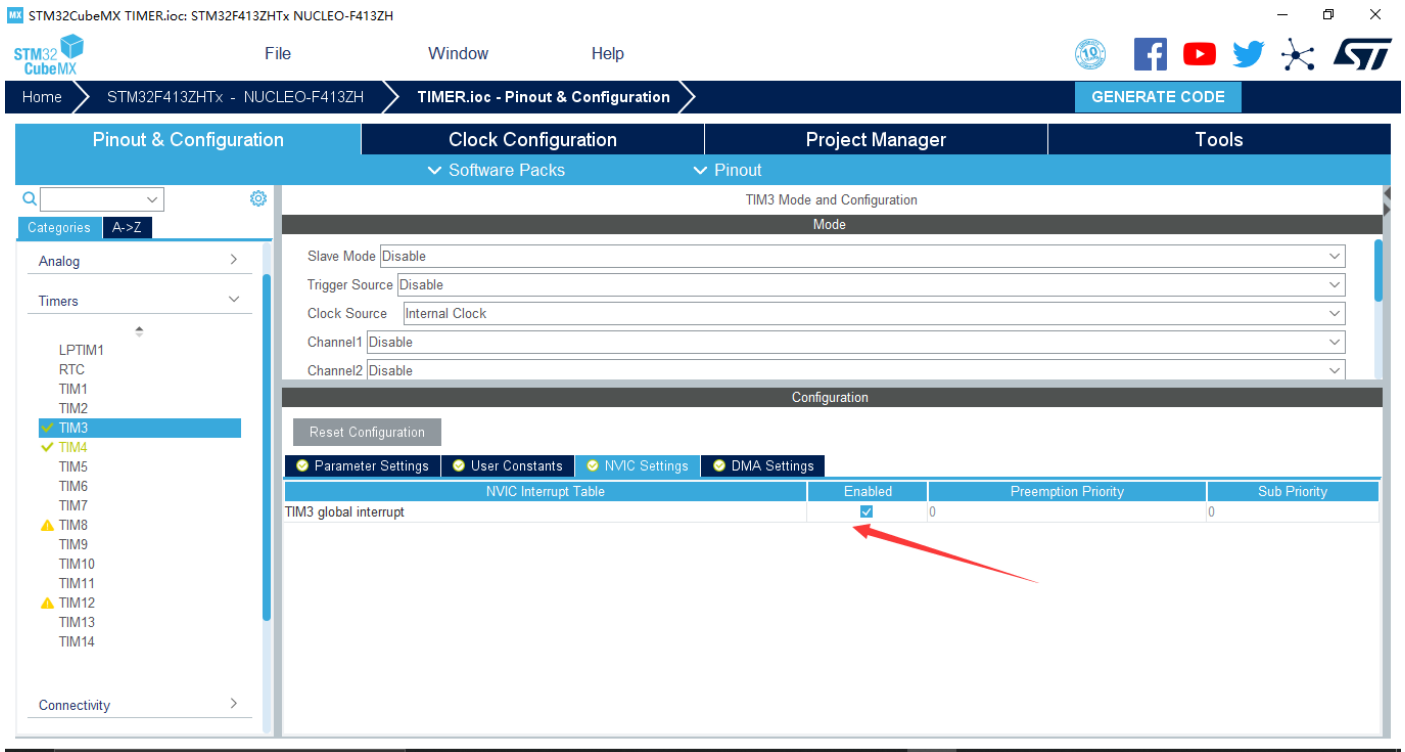 MX STM32CubeMX TIMER.ioc: STM32F413ZHTx NUCLEO-F413ZH
STM32 CubeMX File Window Help 10 ST
Home STM32F413ZHTx - NUCLEO-F413ZH TIMER.ioc - Pinout & Configuration GENERATE CODE
Pinout & Configuration Clock Configuration Project Manager Tools
Software Packs Pinout
TIM3 Mode and Configuration
Categories A->Z
Mode
Analog
Timers
LPTIM1
RTC
TIM1
TIM2
TIM3
TIM4
TIM5
TIM6
TIM7
TIM8
TIM9
TIM10
TIM11
TIM12
TIM13
TIM14
Connectivity
Slave Mode Disable
Trigger Source Disable
Clock Source Internal Clock
Channel1 Disable
Channel2 Disable
Configuration
Reset Configuration
Parameter Settings User Constants NVIC Settings DMA Settings
NVIC Interrupt Table Enabled Preemption Priority Sub Priority
TIM3 global interrupt 0 0